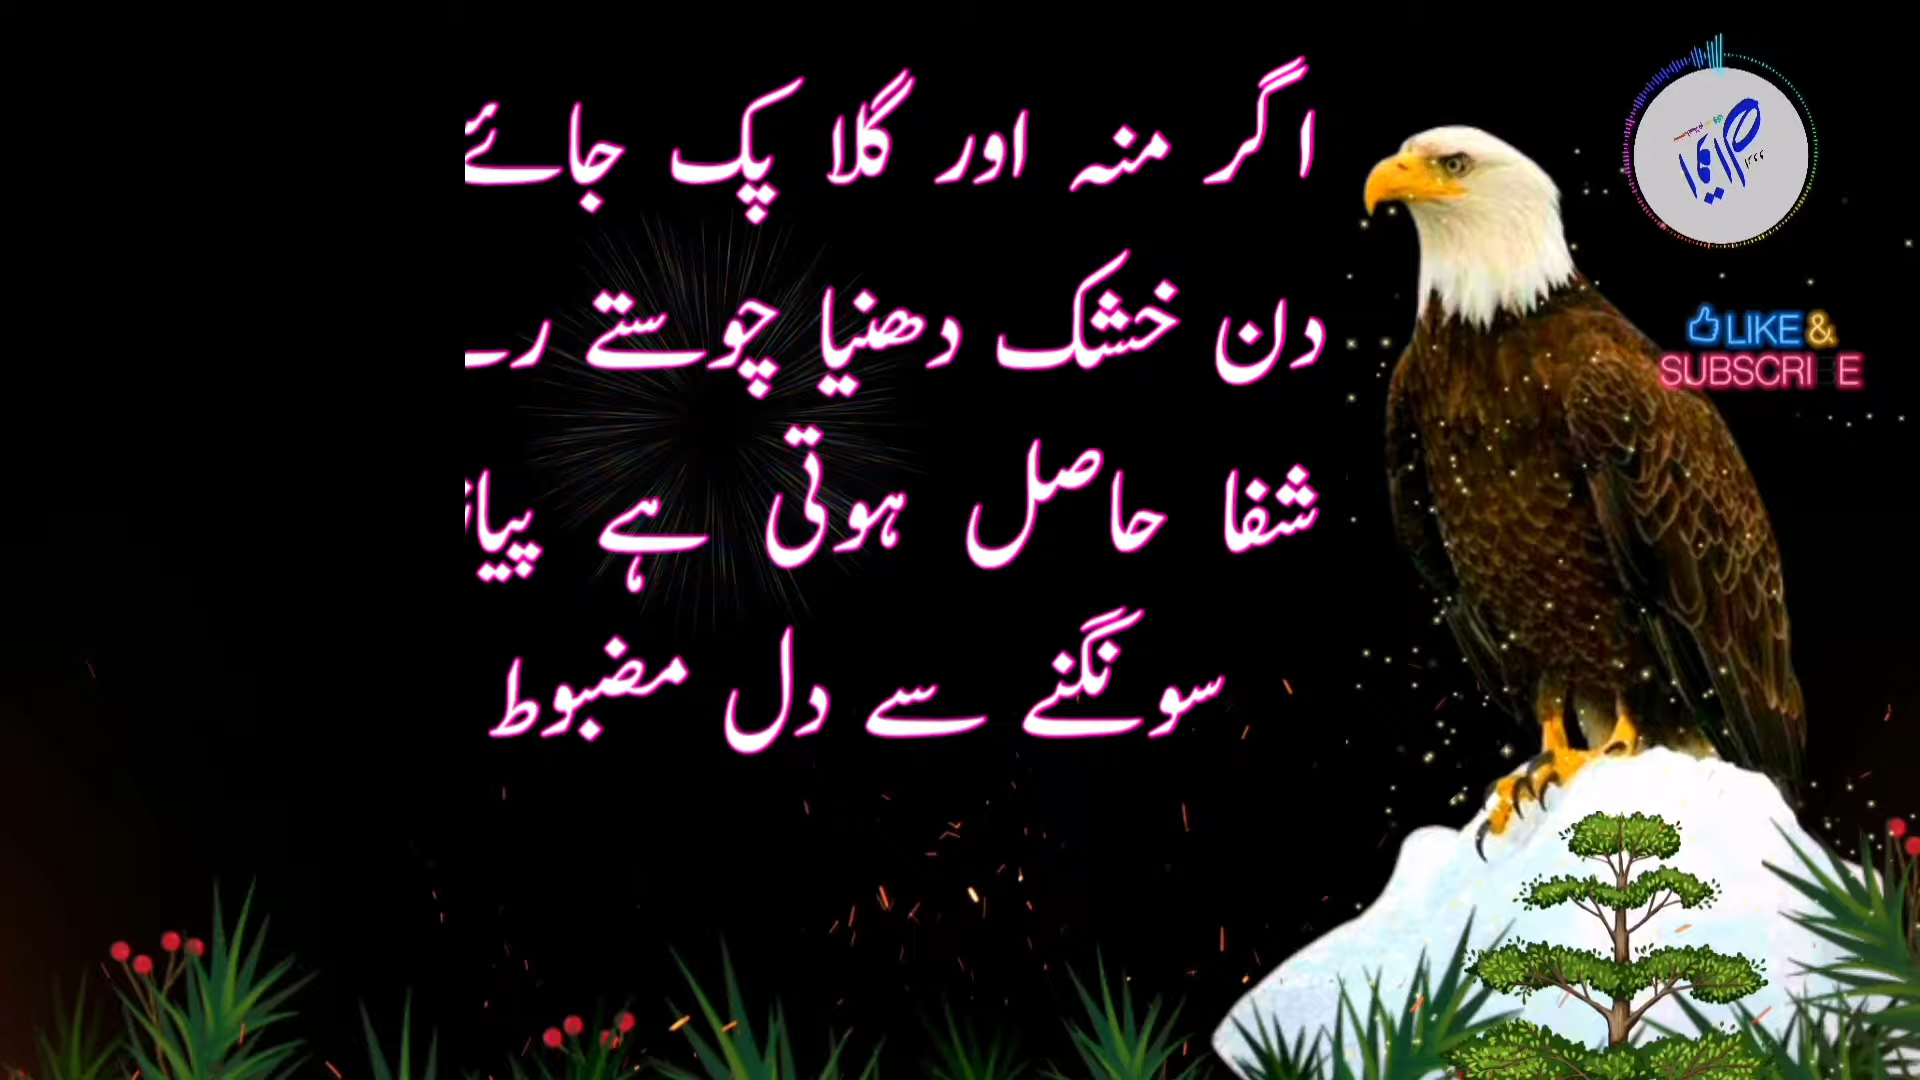 اگر منہ اور گلا پک جائے
دن خشک دھنیا چوستے
شفا حاصل ہوتی ہے
سونگنے سے دل مضبوط
LIKE &
SUBSCRIBE